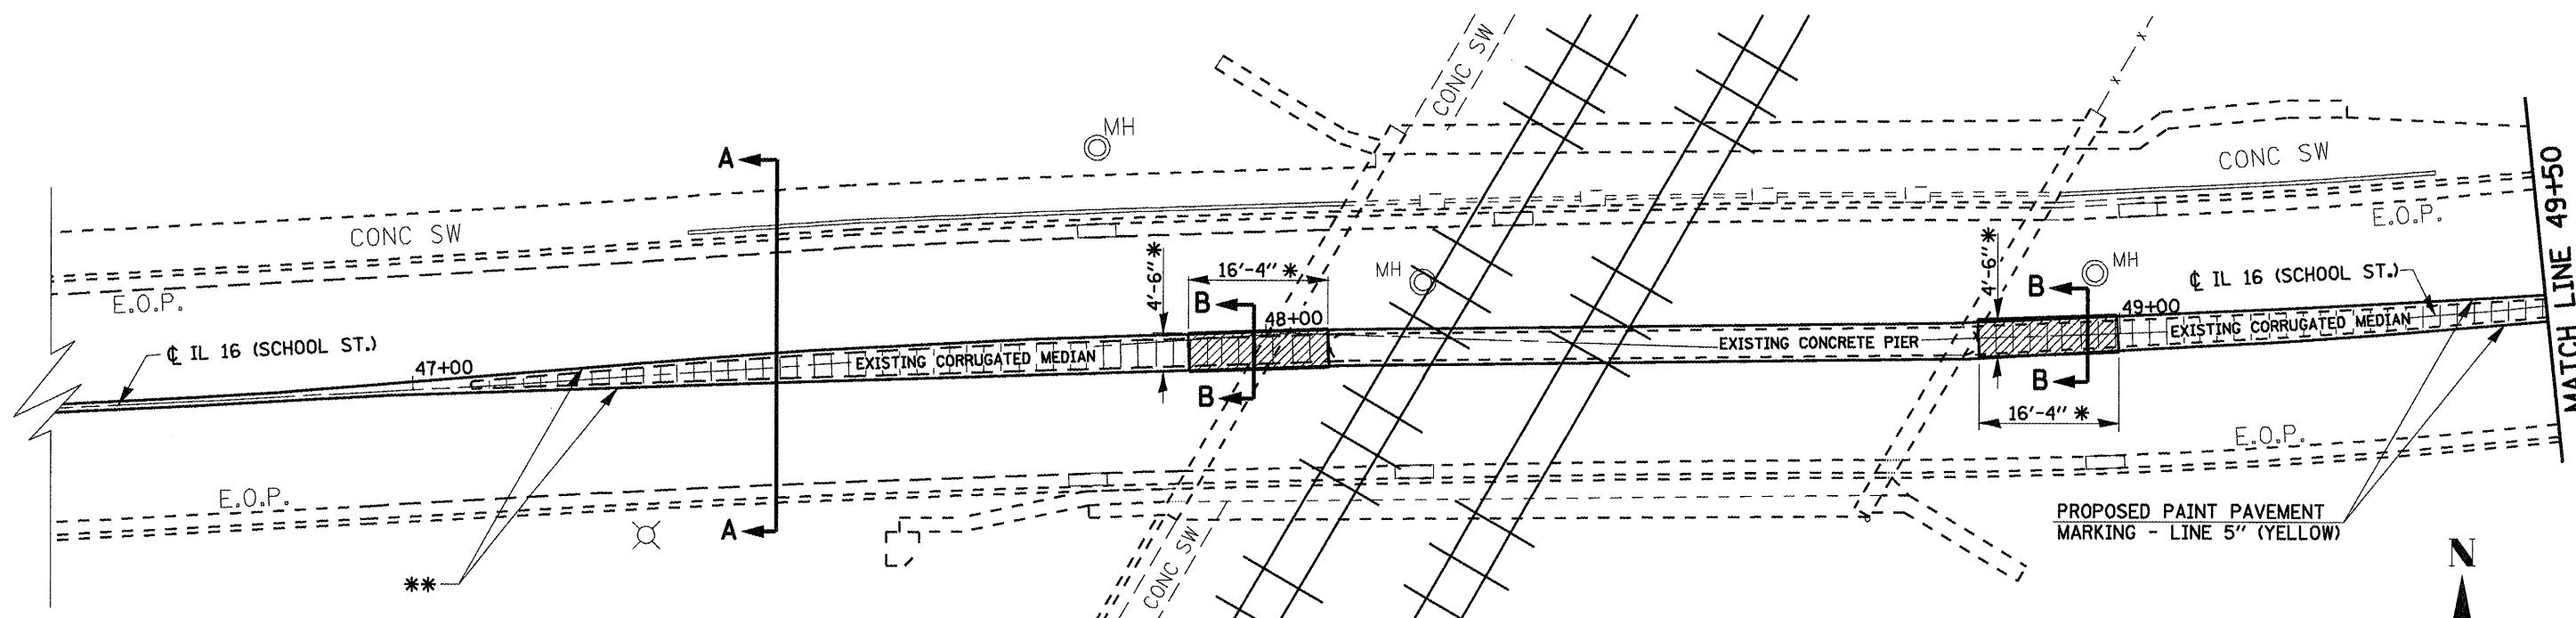 CONC SW
MH
A
CONC SW
MATCH LINE 49+50
CONC SW
E.O.P.
4'-6" *
16'-4" *
MH
4'-6" *
MH
℄ IL 16 (SCHOOL ST.)
E.O.P.
B
48+00
B
49+00
℄ IL 16 (SCHOOL ST.)
47+00
EXISTING CORRUGATED MEDIAN
EXISTING CONCRETE PIER
EXISTING CORRUGATED MEDIAN
B
B
16'-4" *
E.O.P.
E.O.P.
A
PROPOSED PAINT PAVEMENT
MARKING - LINE 5" (YELLOW)
**
CONC SW
N